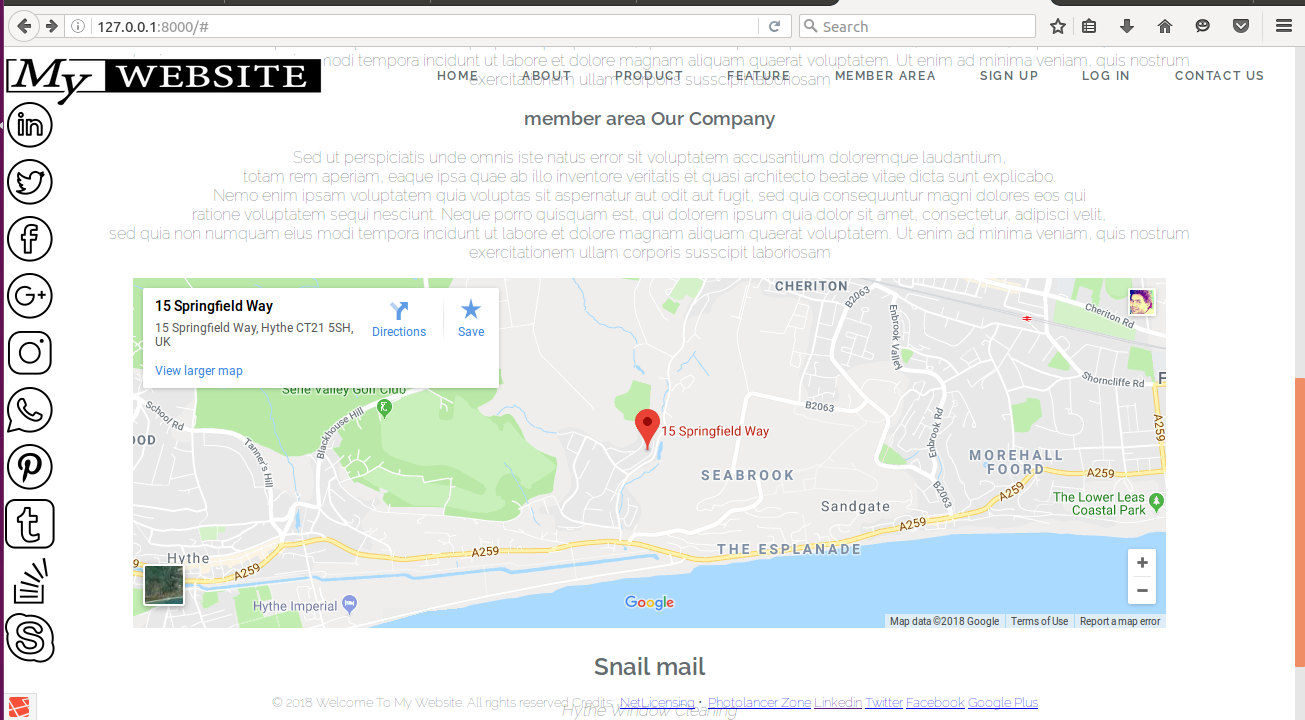 127.0.0.1:8000/#
Search
My WEBSITE
HOME ABOUT PRODUCT FEATURE MEMBER AREA SIGN UP LOG IN CONTACT US
modi tempora incidunt ut labore et dolore magnam aliquam quaerat voluptatem. Ut enim ad minima veniam, quis nostrum
exercitationem ullam corporis susscipit laboriosam
member area Our Company
Sed ut perspiciatis unde omnis iste natus error sit voluptatem accusantium doloremque laudantium,
totam rem aperiam, eaque ipsa quae ab illo inventore veritatis et quasi architecto beatae vitae dicta sunt explicabo.
Nemo enim ipsam voluptatem quia voluptas sit aspernatur aut odit aut fugit, sed quia consequuntur magni dolores eos qui
ratione voluptatem sequi nesciunt. Neque porro quisquam est, qui dolorem ipsum quia dolor sit amet, consectetur, adipisci velit,
sed quia non numquam eius modi tempora incidunt ut labore et dolore magnam aliquam quaerat voluptatem. Ut enim ad minima veniam, quis nostrum
exercitationem ullam corporis susscipit laboriosam
15 Springfield Way
15 Springfield Way, Hythe CT21 5SH,
UK
Directions
Save
View larger map
CHERITON
B2063
Enbrook Valley
Cheriton Rd
Shorncliffe Rd
F
Sene Valley Golf Club
School Rd
Blackhouse Hill
OOD
Tanner's Hill
B2063
Enbrook Rd
A259
15 Springfield Way
SEABROOK
MOREHALL
FOORD
A259
B2063
A259
Sandgate
The Lower Leas
Coastal Park
A259
THE ESPLANADE
A259
Hythe
A259
59
Hythe Imperial
Google
Map data ©2018 Google
Terms of Use
Report a map error
Snail mail
© 2018 Welcome To My Website. All rights reserved Credits: NetLicensing • Photolancer Zone Linkedin Twitter Facebook Google Plus
Hythe Window Cleaning